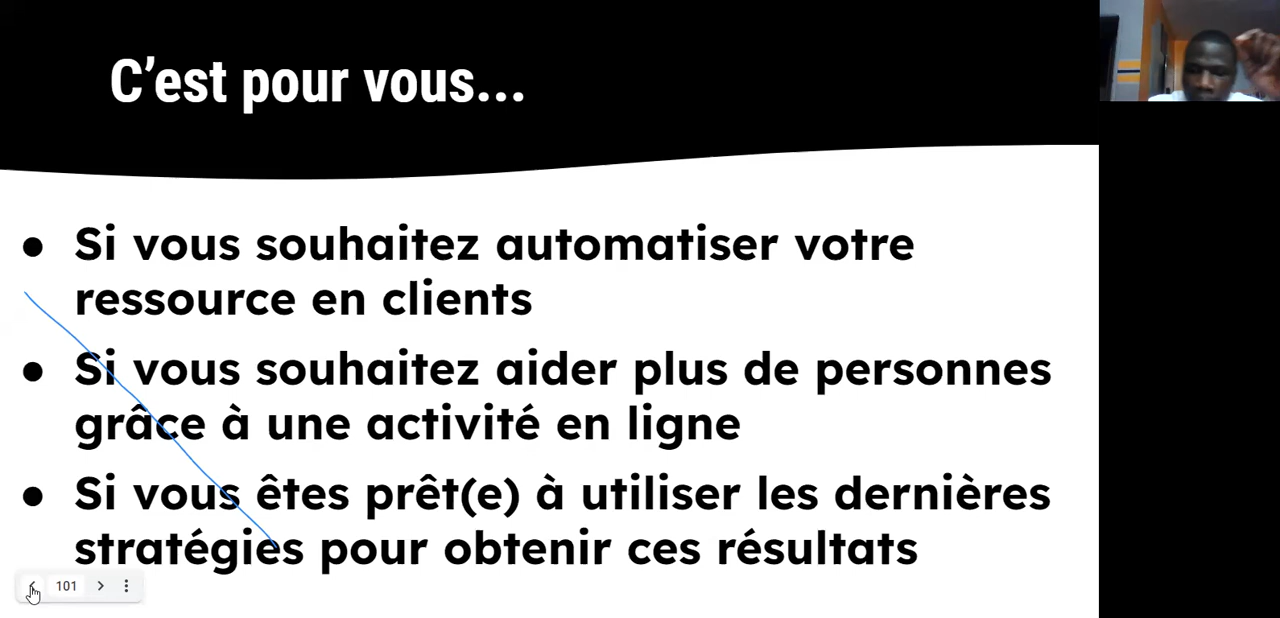 C’est pour vous...
● Si vous souhaitez automatiser votre
ressource en clients
● Si vous souhaitez aider plus de personnes
grâce à une activité en ligne
● Si vous êtes prêt(e) à utiliser les dernières
stratégies pour obtenir ces résultats
101